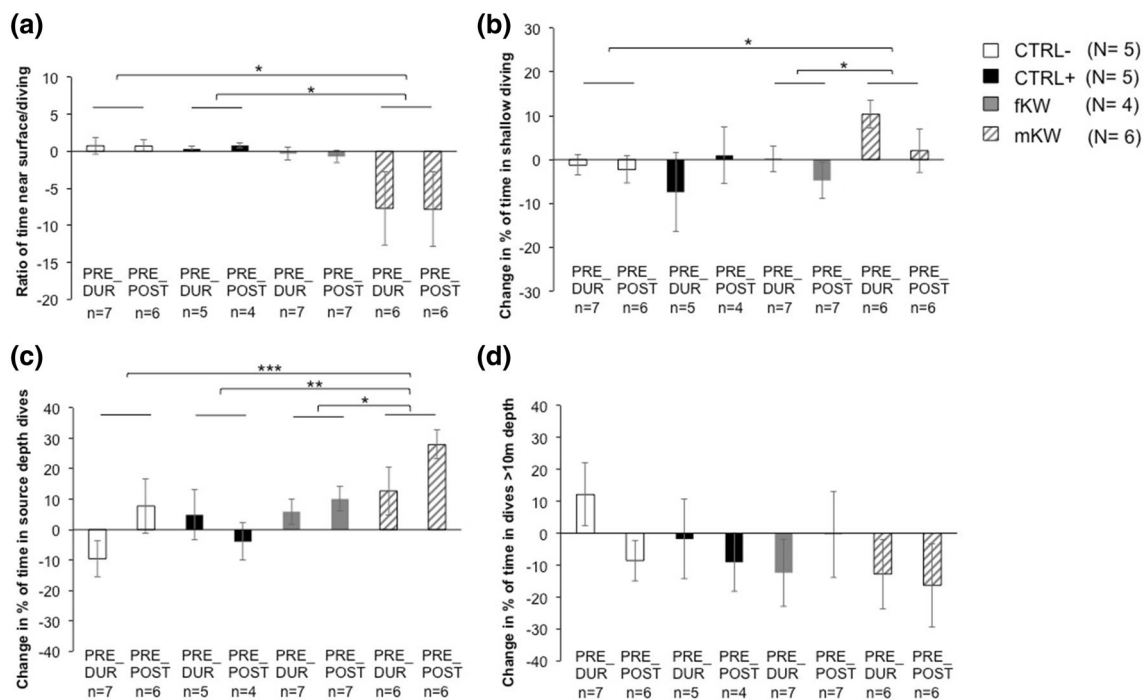 (a)
*
*
Ratio of time near surface/diving
10
5
0
-5
-10
-15
-20
PRE_ PRE_ PRE_ PRE_ PRE_ PRE_ PRE_ PRE_
DUR POST DUR POST DUR POST DUR POST
n=7 n=6 n=5 n=4 n=7 n=7 n=6 n=6
(b)
*
*
Change in % of time in shallow diving
30
20
10
0
-10
-20
-30
PRE_ PRE_ PRE_ PRE_ PRE_ PRE_ PRE_ PRE_
DUR POST DUR POST DUR POST DUR POST
n=7 n=6 n=5 n=4 n=7 n=7 n=6 n=6
CTRL- (N= 5)
CTRL+ (N= 5)
fKW (N= 4)
mKW (N= 6)
(c)
***
**
*
Change in % of time in source depth dives
40
30
20
10
0
-10
-20
-30
-40
PRE_ PRE_ PRE_ PRE_ PRE_ PRE_ PRE_ PRE_
DUR POST DUR POST DUR POST DUR POST
n=7 n=6 n=5 n=4 n=7 n=7 n=6 n=6
(d)
Change in % of time in dives >10m depth
40
30
20
10
0
-10
-20
-30
-40
PRE_ PRE_ PRE_ PRE_ PRE_ PRE_ PRE_ PRE_
DUR POST DUR POST DUR POST DUR POST
n=7 n=6 n=5 n=4 n=7 n=7 n=6 n=6